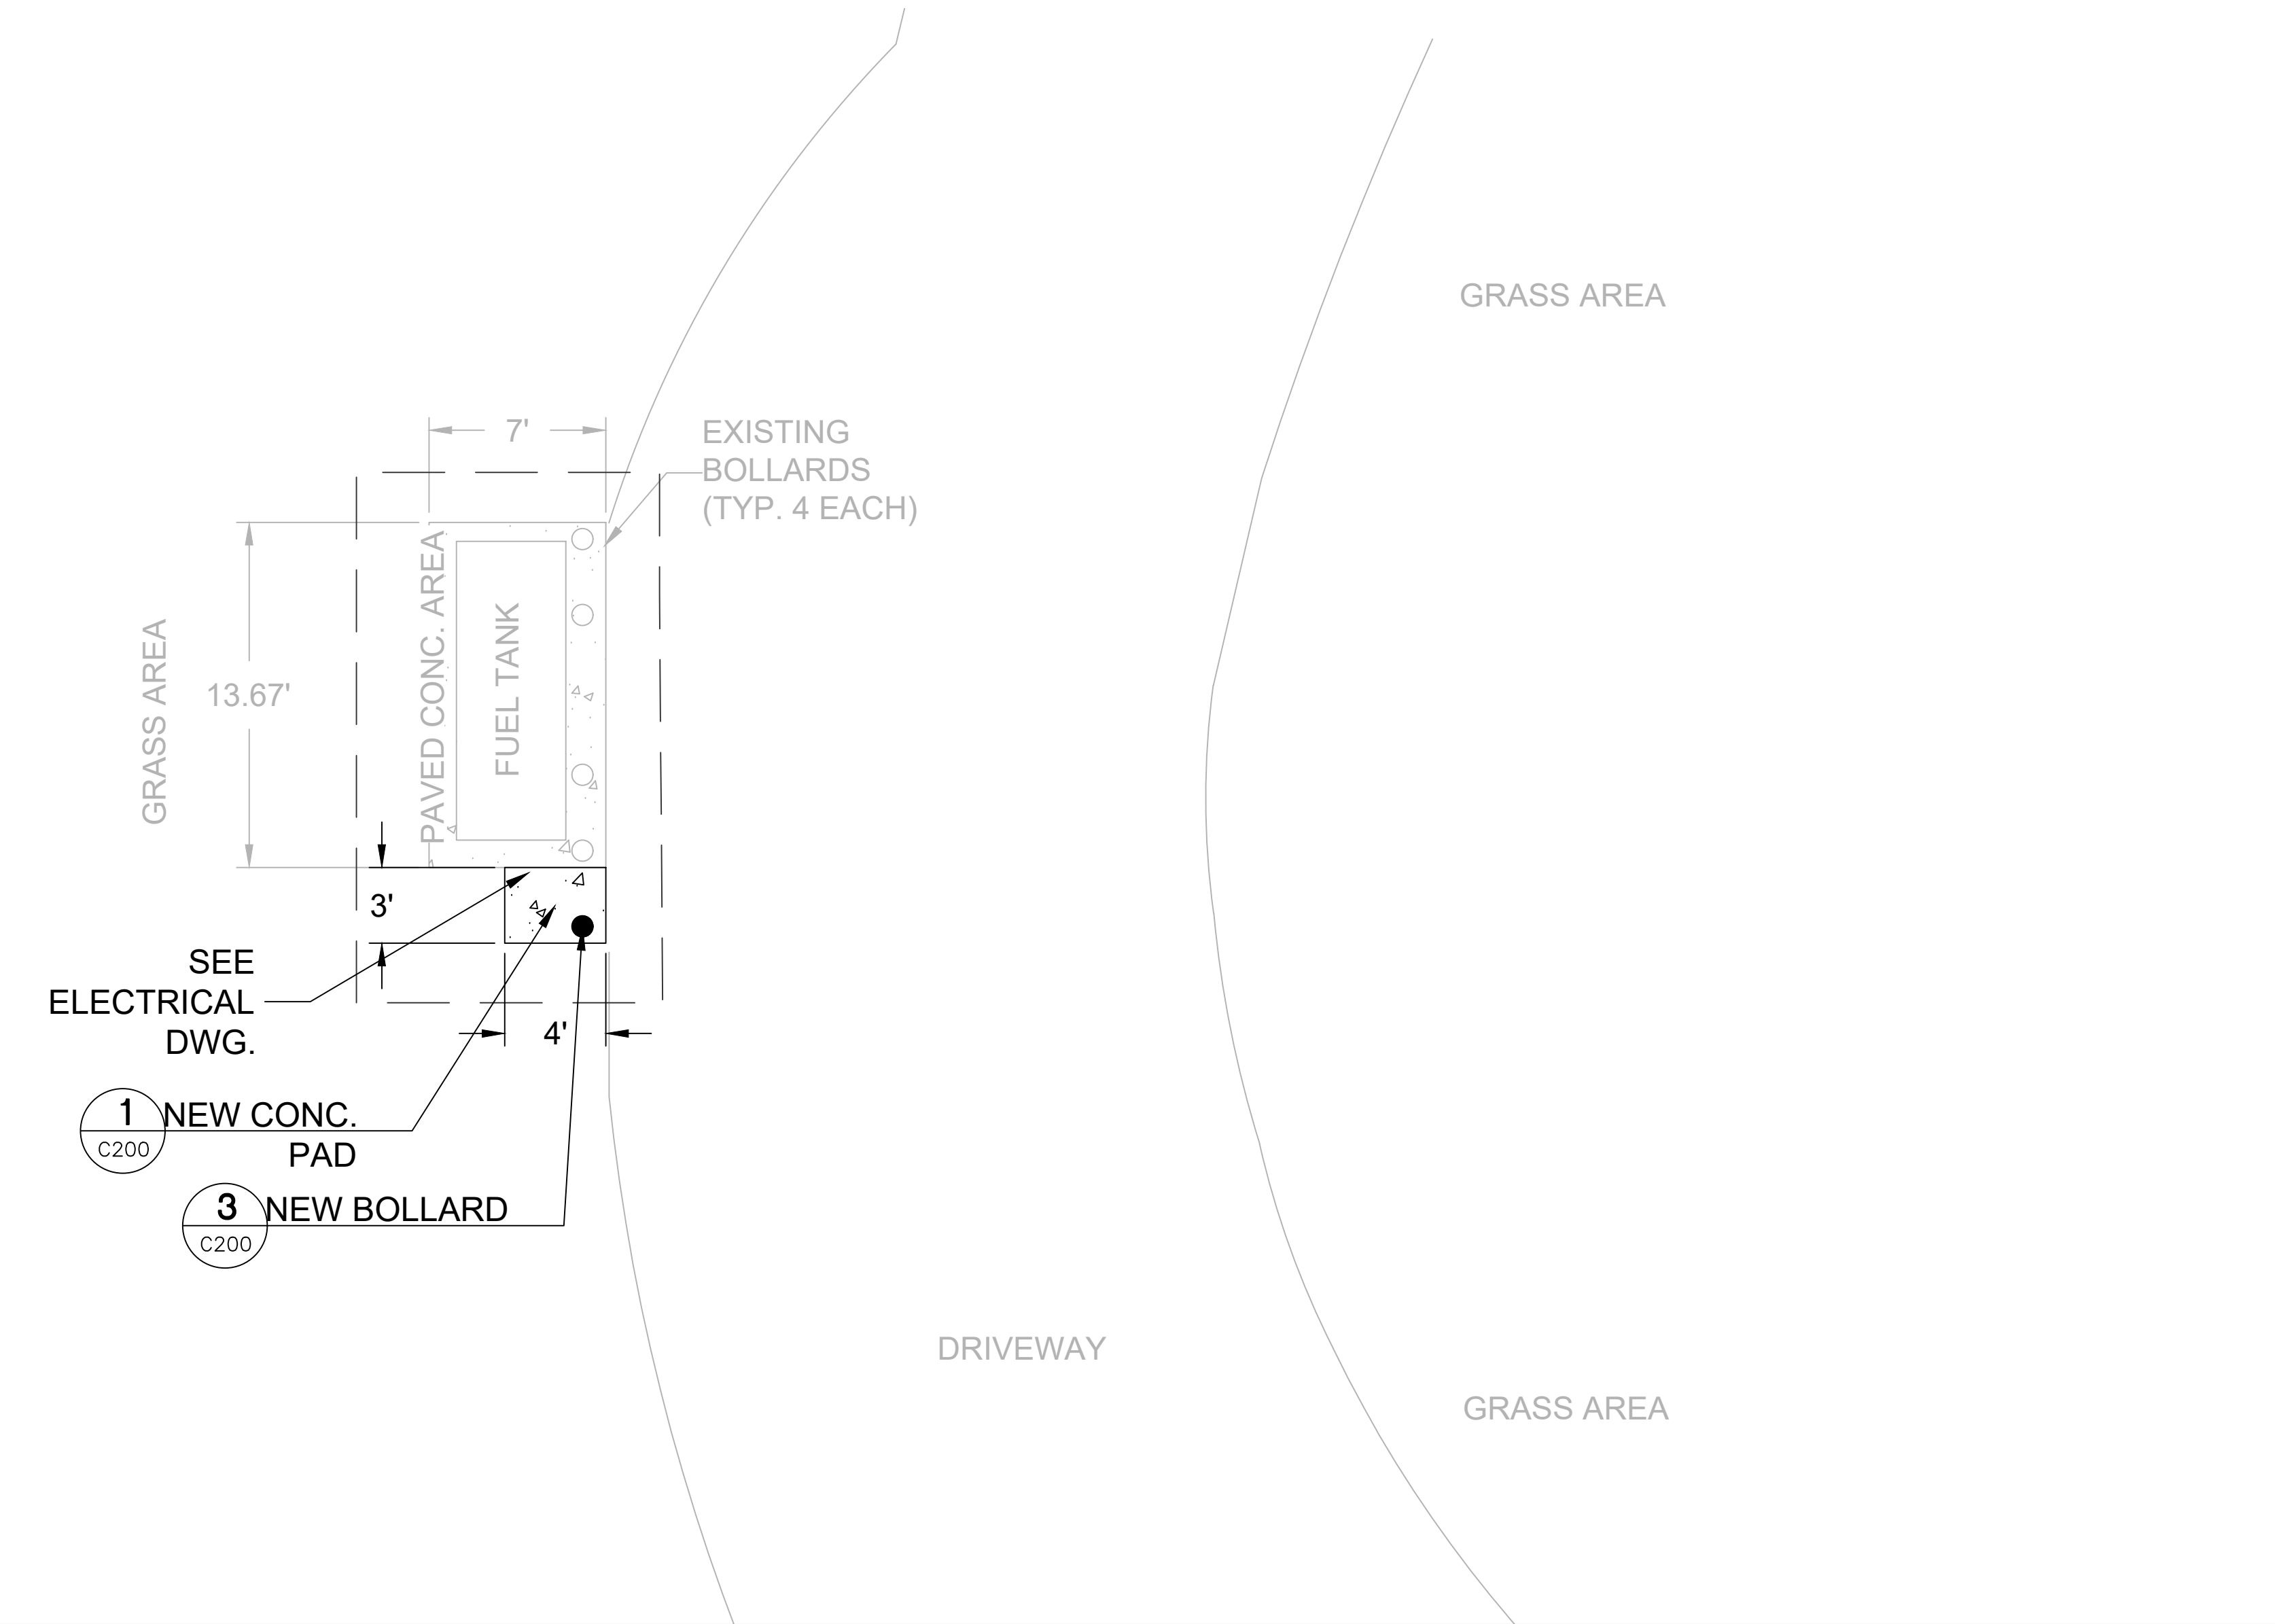 GRASS AREA
7'
EXISTING
BOLLARDS
(TYP. 4 EACH)
PAVED CONC. AREA
FUEL TANK
GRASS AREA
13.67'
3'
SEE
ELECTRICAL
DWG.
4'
1
C200
NEW CONC.
PAD
3
C200
NEW BOLLARD
DRIVEWAY
GRASS AREA